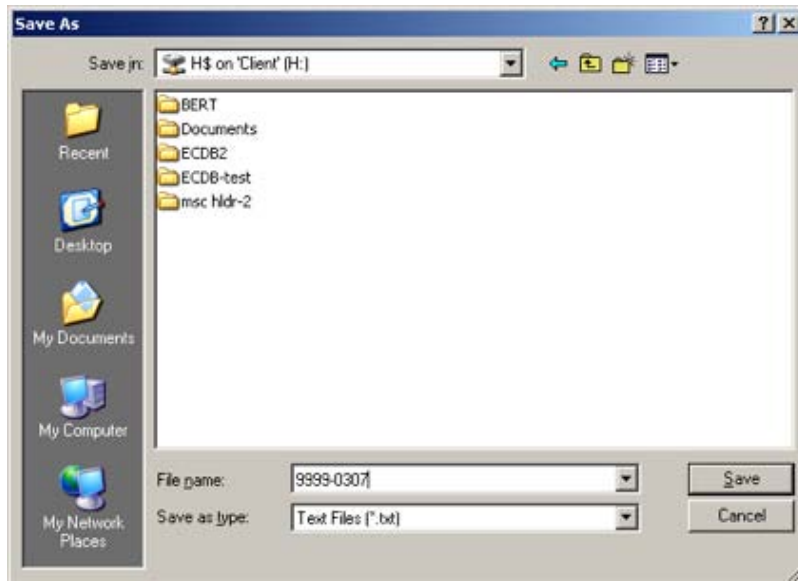 Save As
Save in:
H$ on 'Client' (H:)
Recent
Desktop
My Documents
My Computer
My Network
Places
BERT
Documents
ECDB2
ECDB-test
msc hldr-2
File name:
9999-0307
Save
Save as type:
Text Files (*.txt)
Cancel